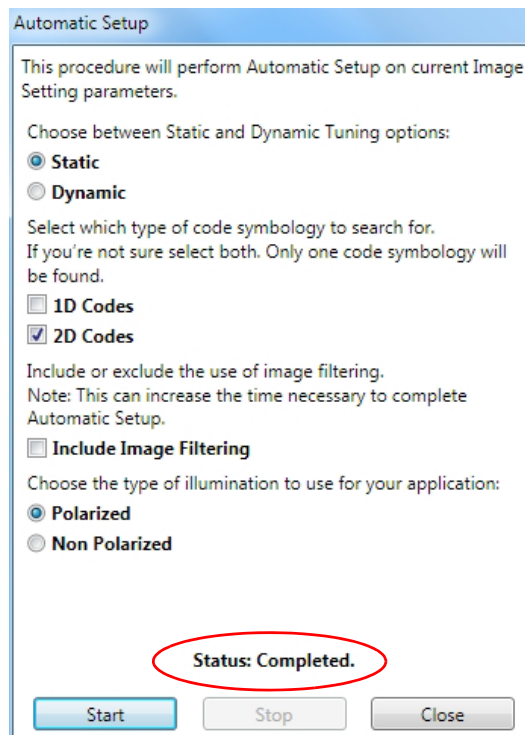 Automatic Setup
This procedure will perform Automatic Setup on current Image
Setting parameters.
Choose between Static and Dynamic Tuning options:
Static
Dynamic
Select which type of code symbology to search for.
If you're not sure select both. Only one code symbology will
be found.
1D Codes
2D Codes
Include or exclude the use of image filtering.
Note: This can increase the time necessary to complete
Automatic Setup.
Include Image Filtering
Choose the type of illumination to use for your application:
Polarized
Non Polarized
Status: Completed.
Start Stop Close